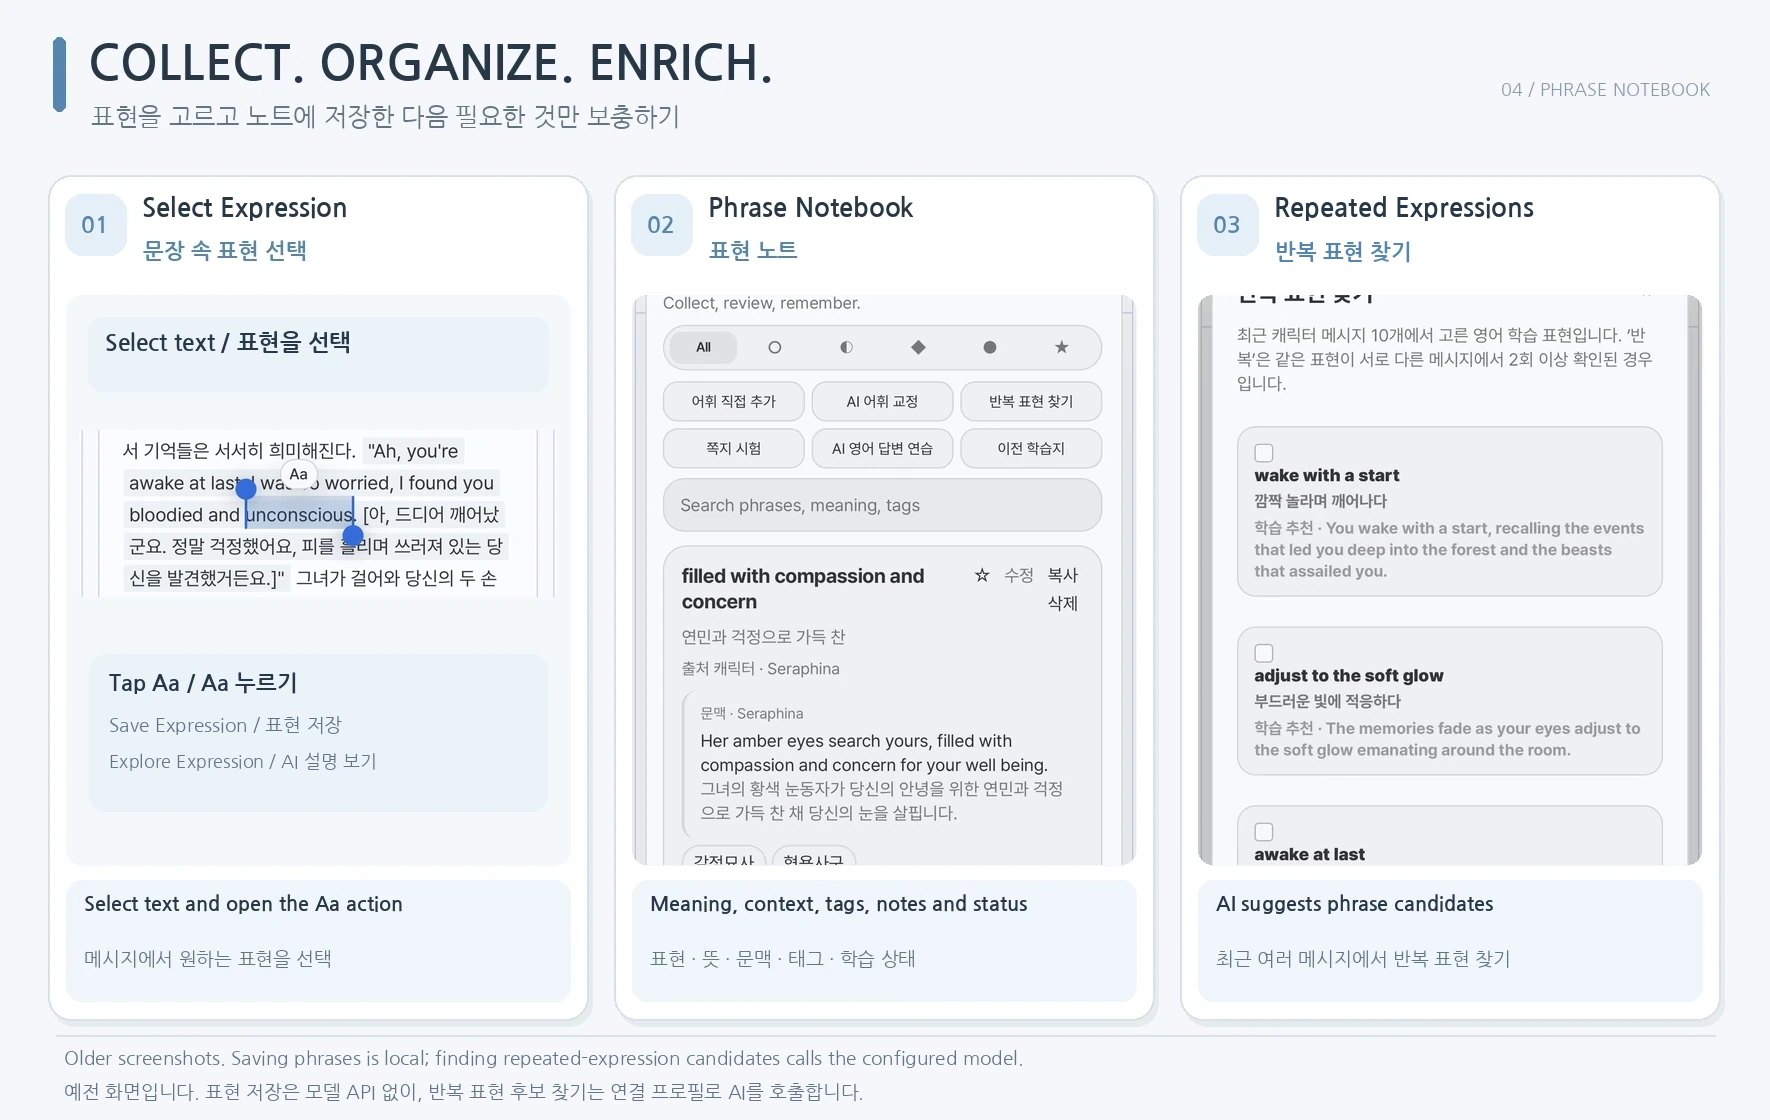 COLLECT. ORGANIZE. ENRICH.
표현을 고르고 노트에 저장한 다음 필요한 것만 보충하기
04 / PHRASE NOTEBOOK
01
Select Expression
문장 속 표현 선택
Select text / 표현을 선택
서 기억들은 서서히 희미해진다. "Ah, you're
Aa
awake at last I was worried, I found you
bloodied and unconscious. [아, 드디어 깨어났
군요. 정말 걱정했어요, 피를 흘리며 쓰러져 있는 당
신을 발견했거든요.]" 그녀가 걸어와 당신의 두 손
Tap Aa / Aa 누르기
Save Expression / 표현 저장
Explore Expression / AI 설명 보기
Select text and open the Aa action
메시지에서 원하는 표현을 선택
02
Phrase Notebook
표현 노트
Collect, review, remember.
All
어휘 직접 추가
AI 어휘 교정
반복 표현 찾기
쪽지 시험
AI 영어 답변 연습
이전 학습지
Search phrases, meaning, tags
filled with compassion and
concern
☆ 수정 복사
삭제
연민과 걱정으로 가득 찬
출처 캐릭터 · Seraphina
문맥 · Seraphina
Her amber eyes search yours, filled with
compassion and concern for your well being.
그녀의 황색 눈동자가 당신의 안녕을 위한 연민과 걱정
으로 가득 찬 채 당신의 눈을 살핍니다.
감정묘사
형용사구
Meaning, context, tags, notes and status
표현 · 뜻 · 문맥 · 태그 · 학습 상태
03
Repeated Expressions
반복 표현 찾기
반복 표현 찾기
최근 캐릭터 메시지 10개에서 고른 영어 학습 표현입니다. '반
복'은 같은 표현이 서로 다른 메시지에서 2회 이상 확인된 경우
입니다.
wake with a start
깜짝 놀라며 깨어나다
학습 추천 · You wake with a start, recalling the events
that led you deep into the forest and the beasts
that assailed you.
adjust to the soft glow
부드러운 빛에 적응하다
학습 추천 · The memories fade as your eyes adjust to
the soft glow emanating around the room.
awake at last
AI suggests phrase candidates
최근 여러 메시지에서 반복 표현 찾기
Older screenshots. Saving phrases is local; finding repeated-expression candidates calls the configured model.
예전 화면입니다. 표현 저장은 모델 API 없이, 반복 표현 후보 찾기는 연결 프로필로 AI를 호출합니다.